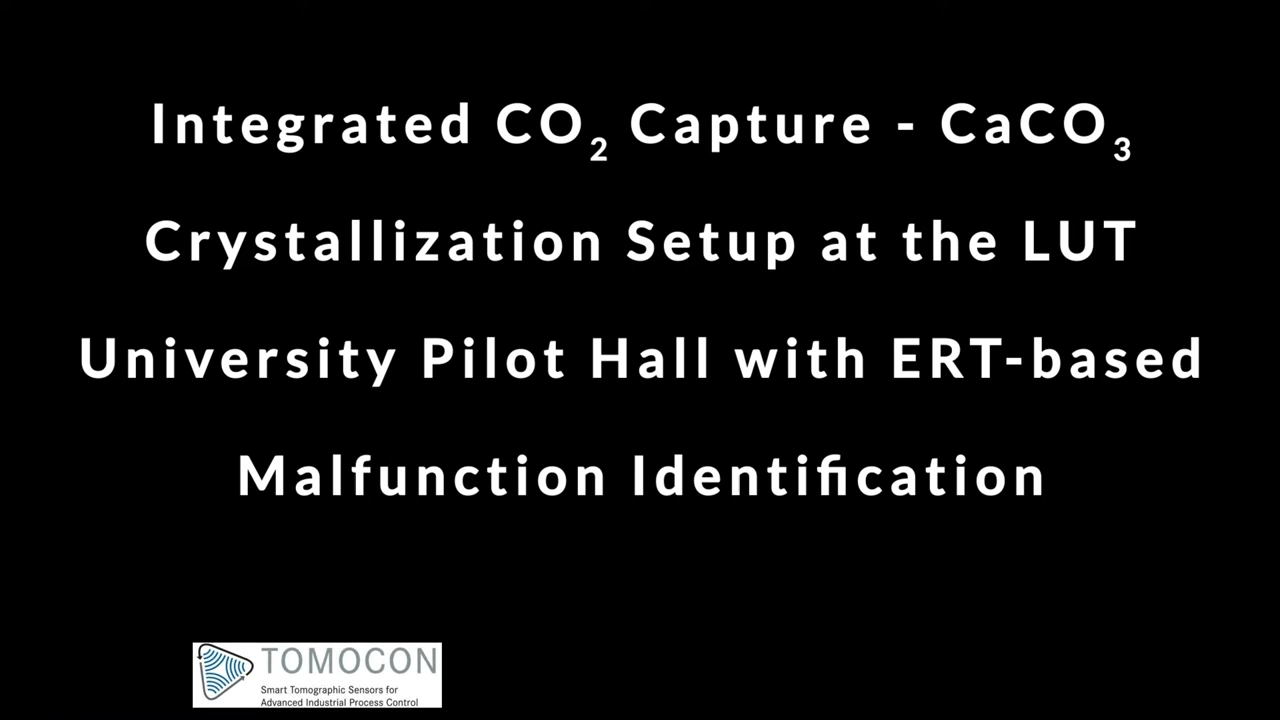 Integrated CO₂ Capture - CaCO₃
Crystallization Setup at the LUT
University Pilot Hall with ERT-based
Malfunction Identification
TOMOCON
Smart Tomographic Sensors for
Advanced Industrial Process Control